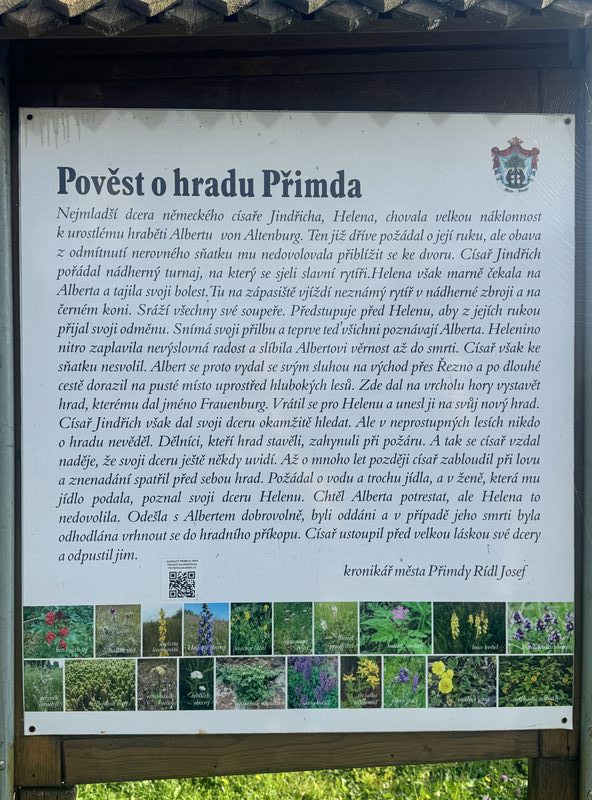 Pověst o hradu Přimda
Nejmladší dcera německého císaře Jindřicha, Helena, chovala velkou náklonnost
k urostlému hraběti Albertu von Altenburg. Ten již dříve požádal o její ruku, ale obava
z odmítnutí nerovného sňatku mu nedovolovala přiblížit se ke dvoru. Císař Jindřich
pořádal nádherný turnaj, na který se sjeli slavní rytíři.Helena však marně čekala na
Alberta a tajila svoji bolest.Tu na zápasiště vjíždí neznámý rytíř v nádherné zbroji a na
černém koni. Sráží všechny své soupeře. Předstupuje před Helenu, aby z jejích rukou
přijal svoji odměnu. Snímá svoji přilbu a teprve teď všichni poznávají Alberta. Helenino
nitro zaplavila nevýslovná radost a slíbila Albertovi věrnost až do smrti. Císař však ke
sňatku nesvolil. Albert se proto vydal se svým sluhou na východ přes Řezno a po dlouhé
cestě dorazil na pusté místo uprostřed hlubokých lesů. Zde dal na vrcholu hory vystavět
hrad, kterému dal jméno Frauenburg. Vrátil se pro Helenu a unesl ji na svůj nový hrad.
Císař Jindřich však dal svoji dceru okamžitě hledat. Ale v neprostupných lesích nikdo
o hradu nevěděl. Dělníci, kteří hrad stavěli, zahynuli při požáru. A tak se císař vzdal
naděje, že svoji dceru ještě někdy uvidí. Až o mnoho let později císař zabloudil při lovu
a znenadání spatřil před sebou hrad. Požádal o vodu a trochu jídla, a v ženě, která mu
jídlo podala, poznal svoji dceru Helenu. Chtěl Alberta potrestat, ale Helena to
nedovolila. Odešla s Albertem dobrovolně, byli oddáni a v případě jeho smrti byla
odhodlána vrhnout se do hradního příkopu. Císař ustoupil před velkou láskou své dcery
a odpustil jim.
kronikář města Přimdy Rídl Josef